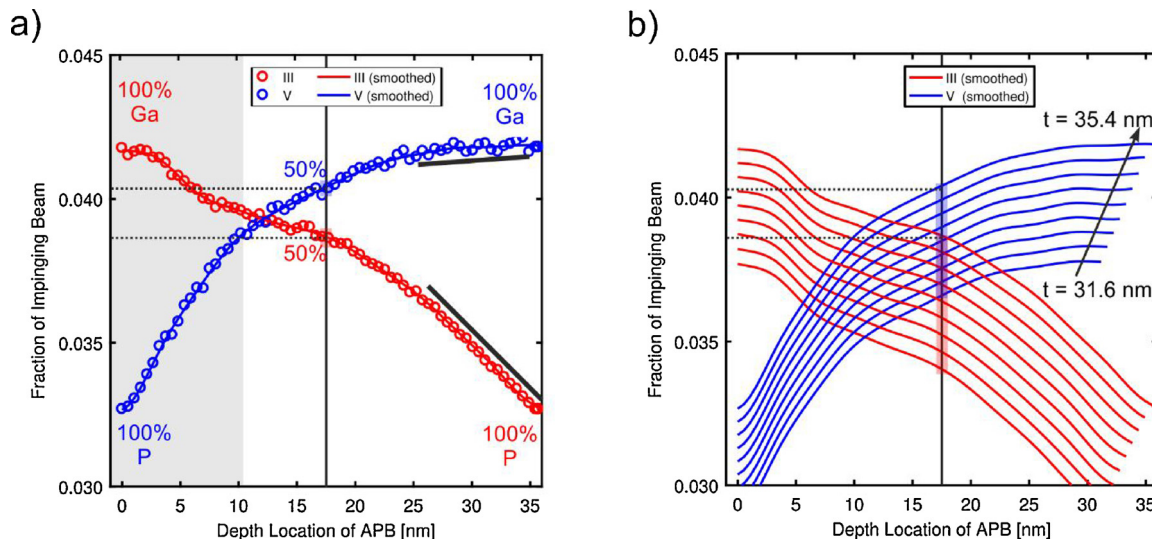 a)
0.045
0.040
0.035
0.030
Fraction of Impinging Beam
100%
Ga
III III (smoothed)
V V (smoothed)
100%
Ga
50%
50%
100%
P
100%
P
0 5 10 15 20 25 30 35
Depth Location of APB [nm]
b)
0.045
0.040
0.035
0.030
Fraction of Impinging Beam
III (smoothed)
V (smoothed)
t = 35.4 nm
t = 31.6 nm
0 5 10 15 20 25 30 35
Depth Location of APB [nm]